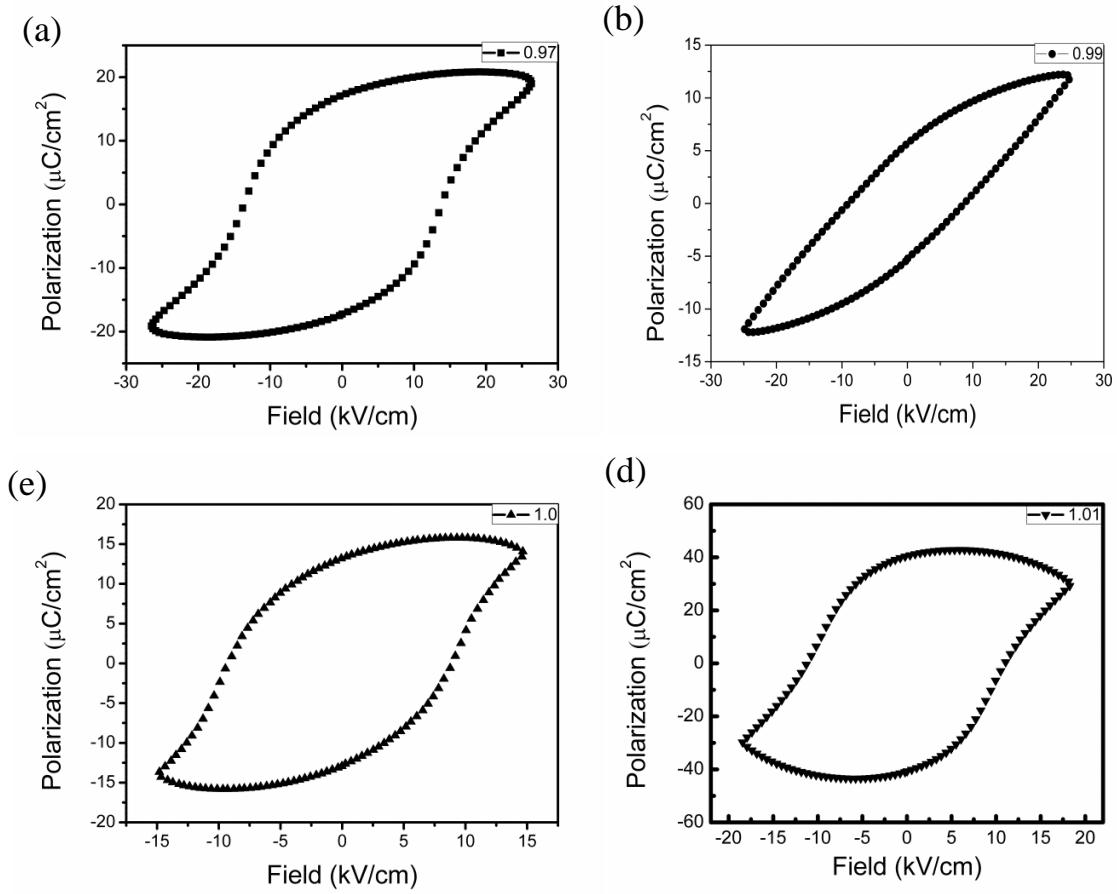 (a)
0.97
20
10
0
-10
-20
-30 -20 -10 0 10 20 30
Polarization (μC/cm²)
Field (kV/cm)
(b)
0.99
15
10
5
0
-5
-10
-15
-30 -20 -10 0 10 20 30
Polarization (μC/cm²)
Field (kV/cm)
(e)
1.0
20
15
10
5
0
-5
-10
-15
-20
-15 -10 -5 0 5 10 15
Polarization (μC/cm²)
Field (kV/cm)
(d)
1.01
60
40
20
0
-20
-40
-60
-20 -15 -10 -5 0 5 10 15 20
Polarization (μC/cm²)
Field (kV/cm)